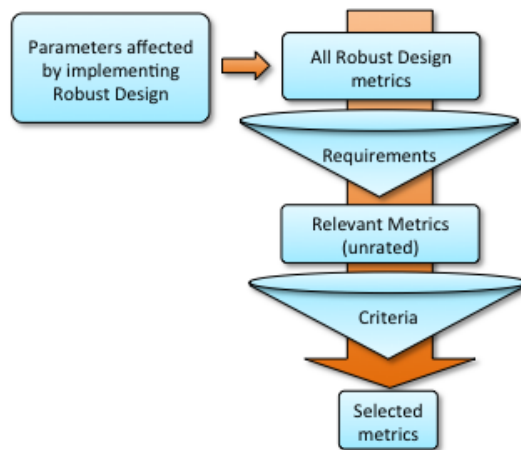 Parameters affected
by implementing
Robust Design
All Robust Design
metrics
Requirements
Relevant Metrics
(unrated)
Criteria
Selected
metrics